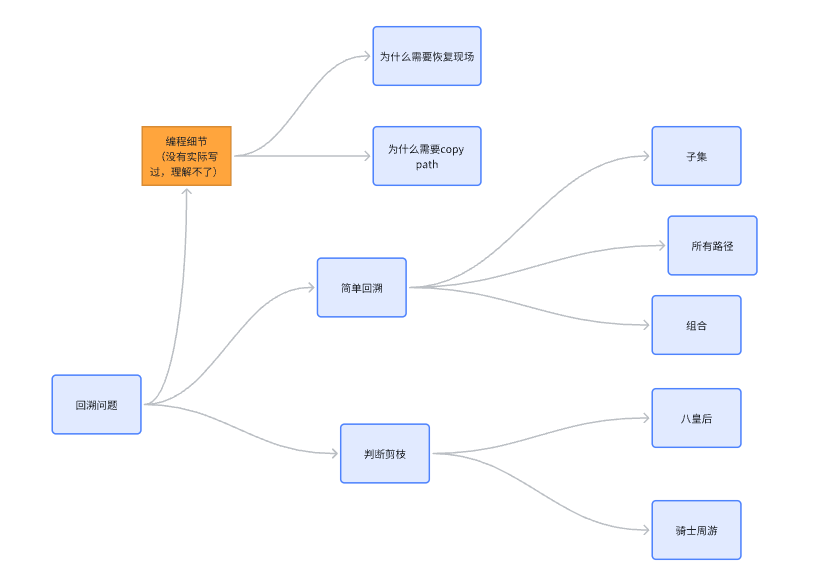 为什么需要恢复现场
编程细节
（没有实际写
过，理解不了）
为什么需要copy
path
子集
所有路径
简单回溯
组合
回溯问题
八皇后
判断剪枝
骑士周游